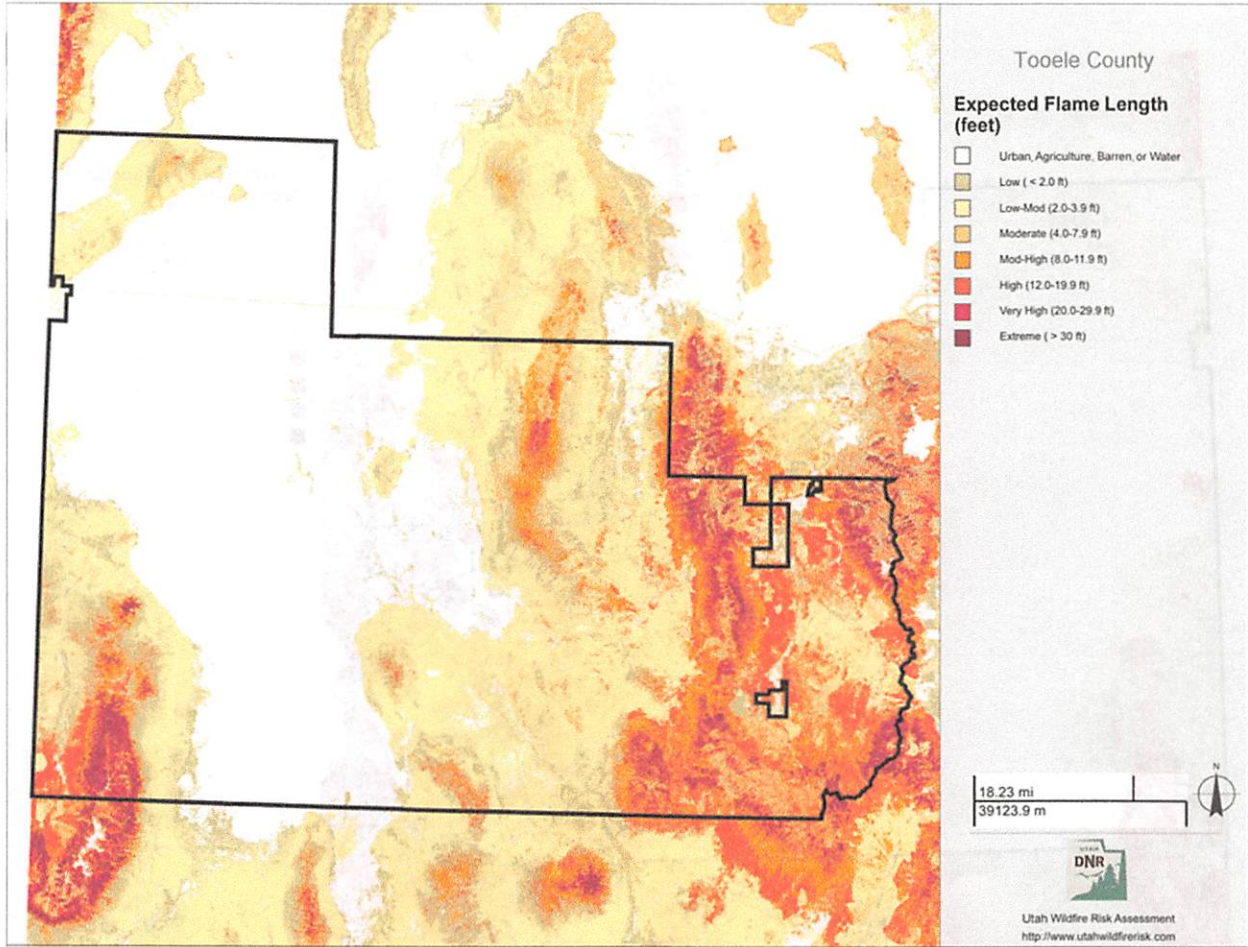 Tooele County
Expected Flame Length
(feet)
Urban, Agriculture, Barren, or Water
Low ( < 2.0 ft)
Low-Mod (2.0-3.9 ft)
Moderate (4.0-7.9 ft)
Mod-High (8.0-11.9 ft)
High (12.0-19.9 ft)
Very High (20.0-29.9 ft)
Extreme ( > 30 ft)
N
18.23 mi
39123.9 m
UTAH
DNR
Utah Wildfire Risk Assessment
http://www.utahwildfirerisk.com